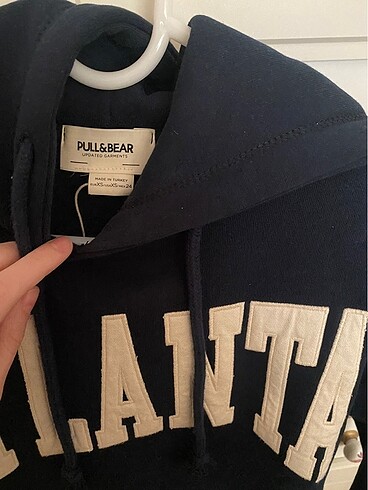 PULL&BEAR
UPDATED GARMENTS
MADE IN TURKEY
LANTA